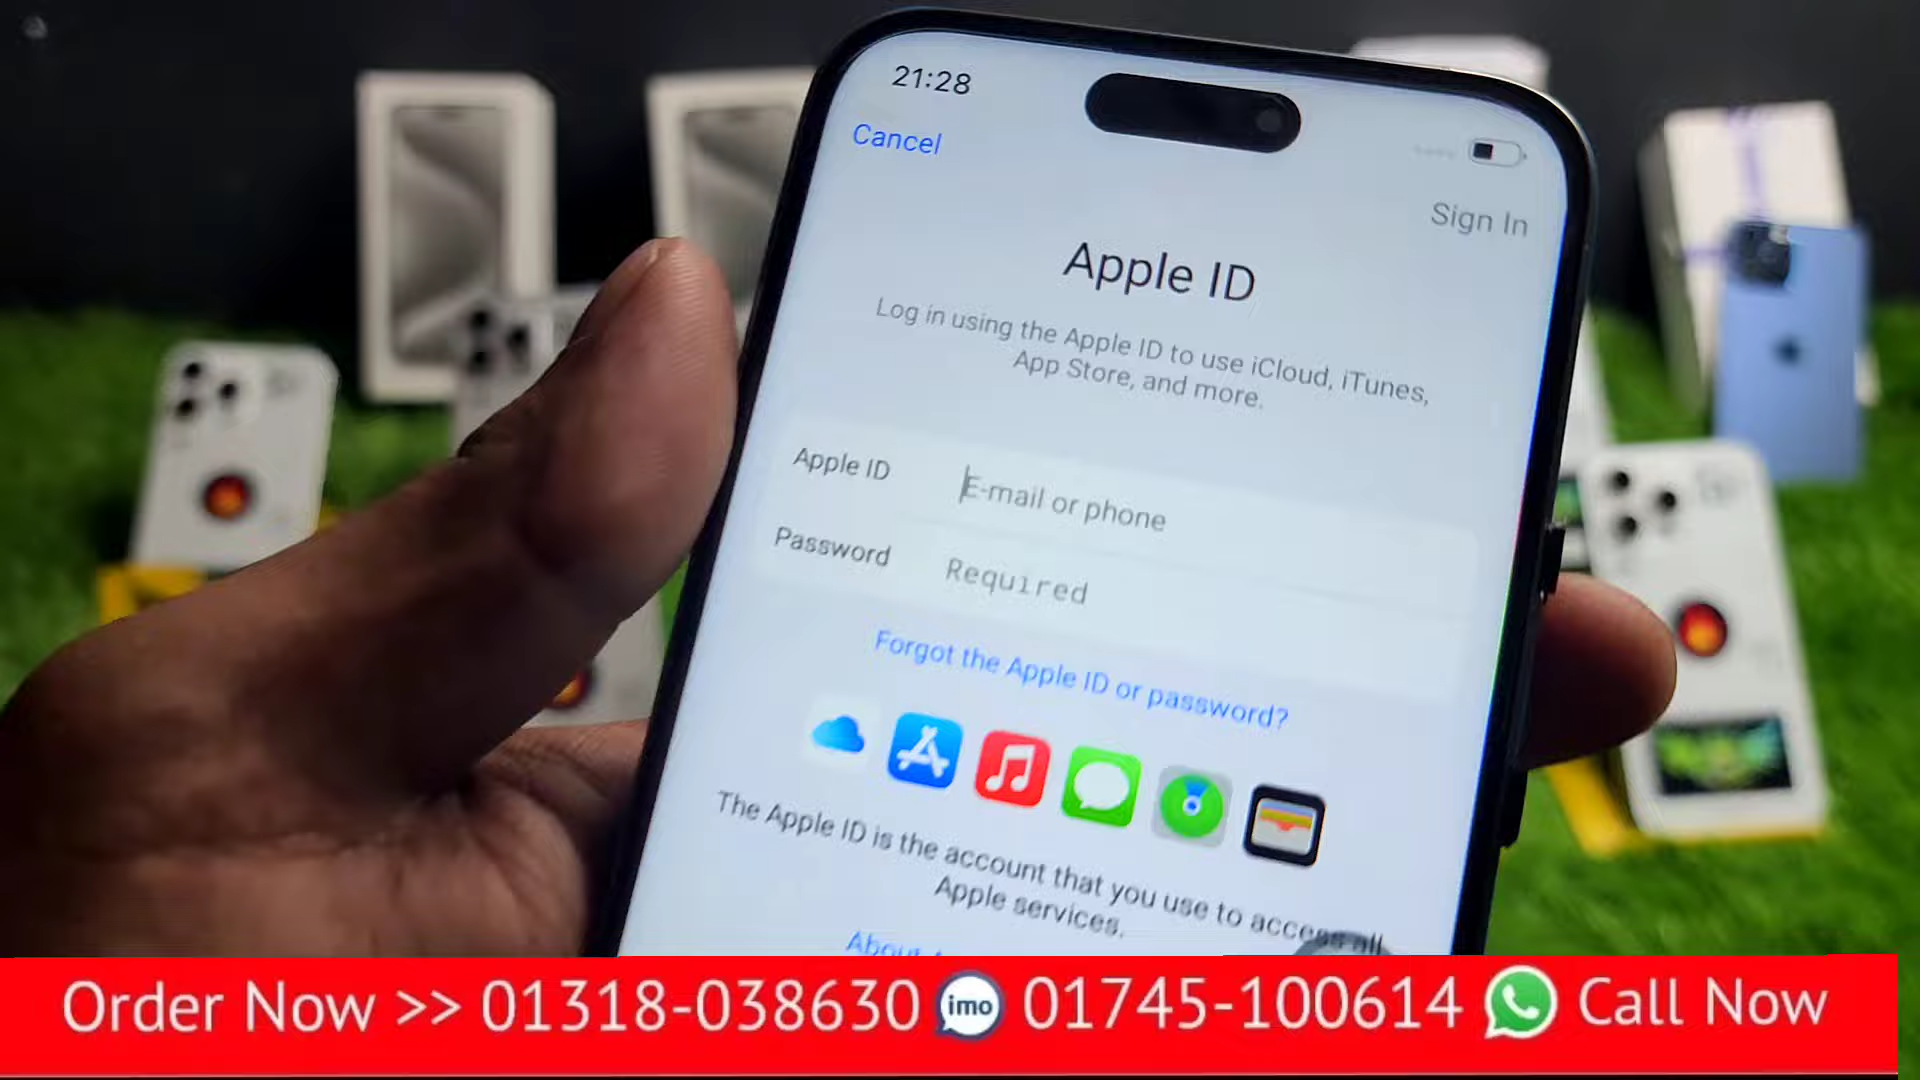 21:28
Cancel
Sign In
Apple ID
Log in using the Apple ID to use iCloud, iTunes,
App Store, and more.
Apple ID E-mail or phone
Password Required
Forgot the Apple ID or password?
The Apple ID is the account that you use to access all
Apple services.
About
Order Now >> 01318-038630 imo 01745-100614 Call Now